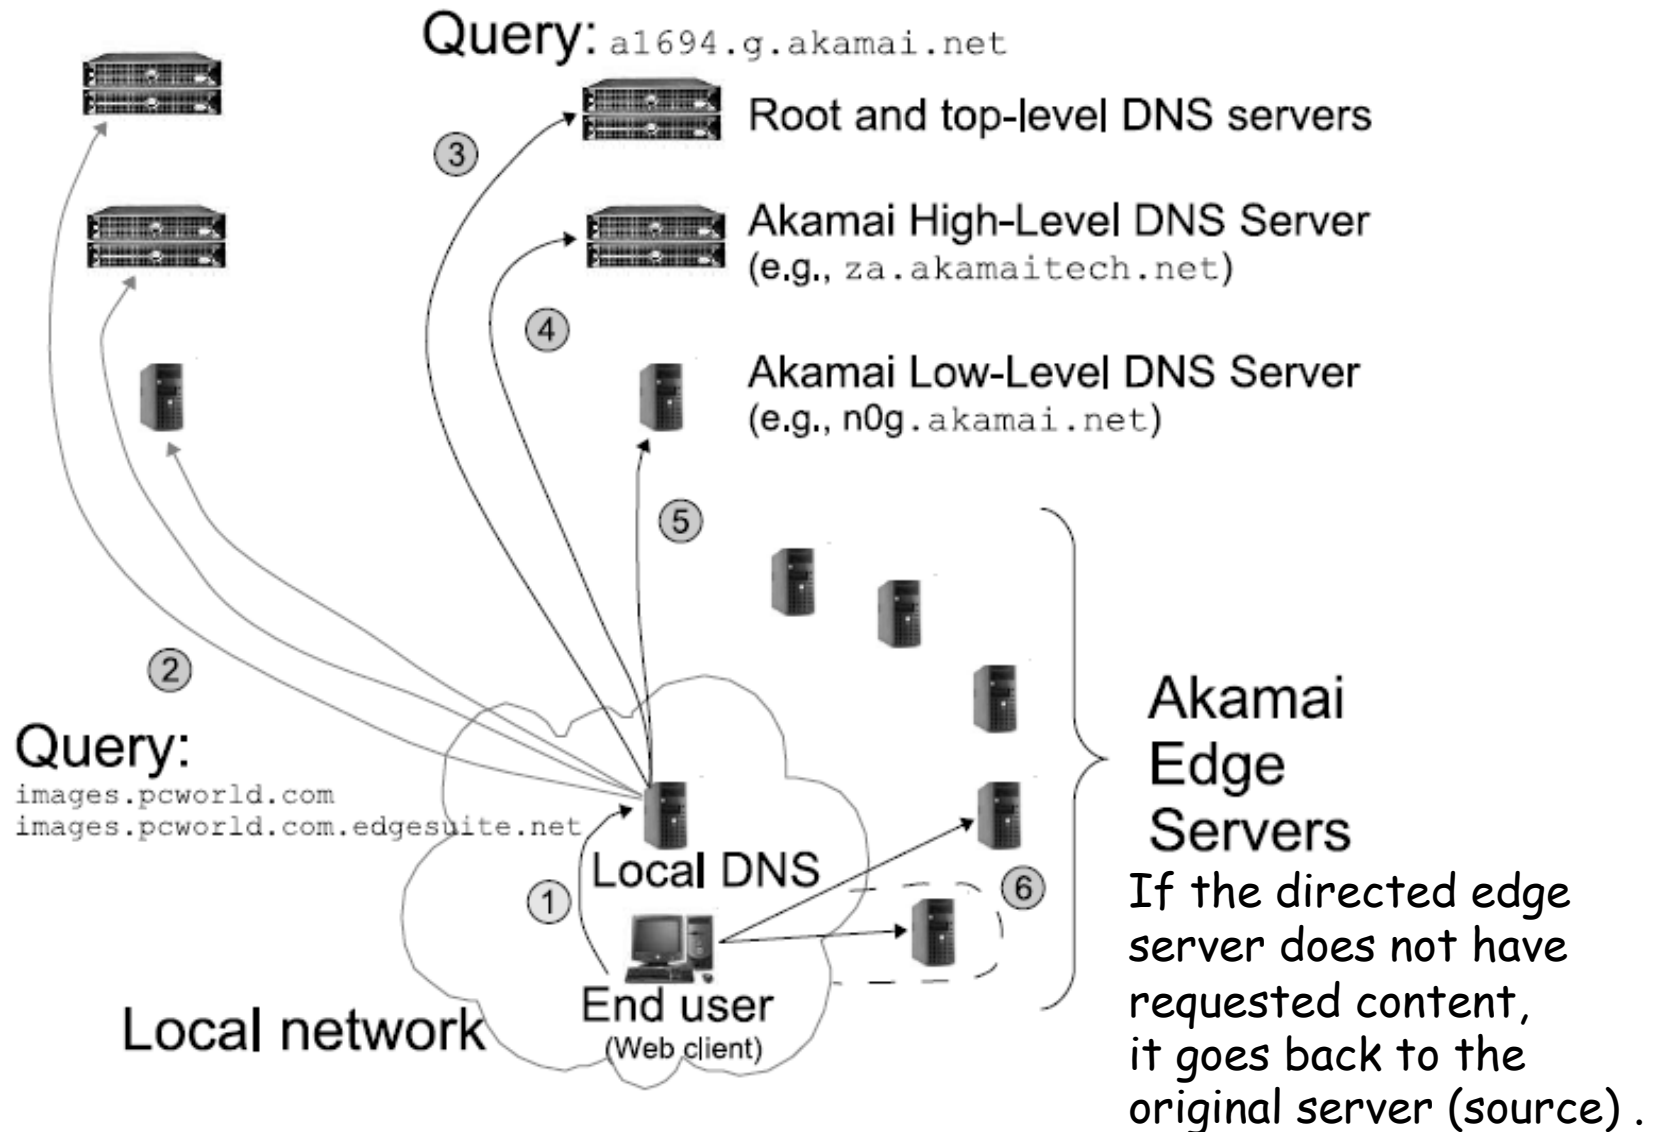 Query: a1694.g.akamai.net
Root and top-level DNS servers
3
Akamai High-Level DNS Server
(e.g., za.akamaitech.net)
4
Akamai Low-Level DNS Server
(e.g., n0g.akamai.net)
5
2
Query:
images.pcworld.com
images.pcworld.com.edgesuite.net
Local DNS
1
End user
(Web client)
Local network
6
Akamai
Edge
Servers
If the directed edge
server does not have
requested content,
it goes back to the
original server (source) .